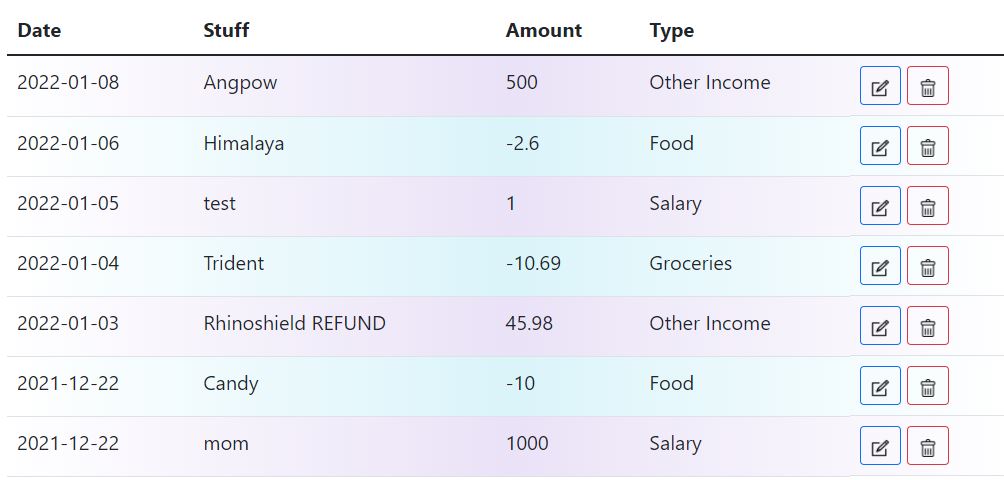 Date Stuff Amount Type
2022-01-08 Angpow 500 Other Income
2022-01-06 Himalaya -2.6 Food
2022-01-05 test 1 Salary
2022-01-04 Trident -10.69 Groceries
2022-01-03 Rhinoshield REFUND 45.98 Other Income
2021-12-22 Candy -10 Food
2021-12-22 mom 1000 Salary